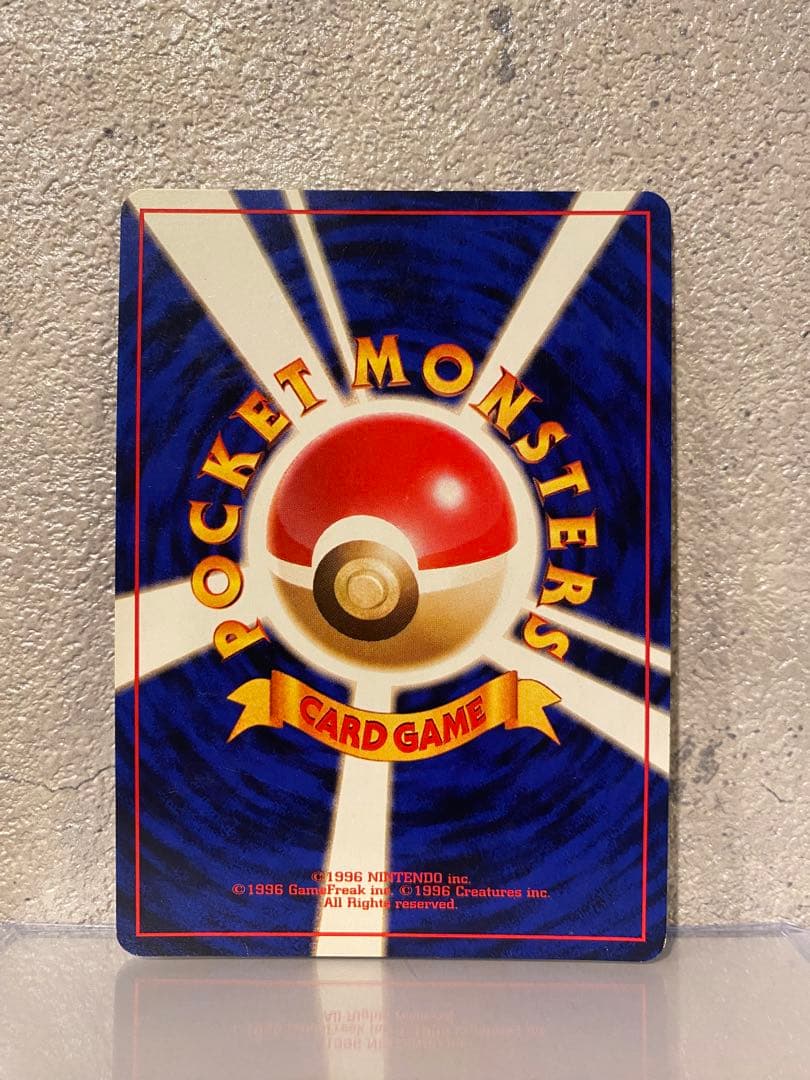 POCKET MONSTERS
CARD GAME
©1996 NINTENDO inc.
©1996 GameFreak inc. ©1996 Creatures inc.
All Rights reserved.